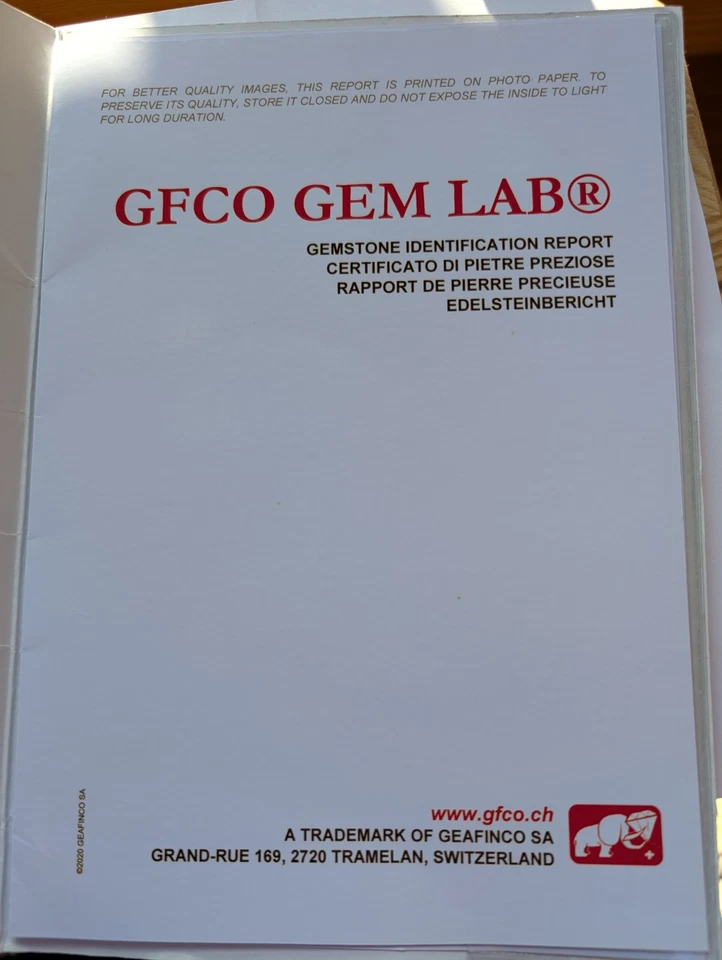 FOR BETTER QUALITY IMAGES, THIS REPORT IS PRINTED ON PHOTO PAPER. TO
PRESERVE ITS QUALITY, STORE IT CLOSED AND DO NOT EXPOSE THE INSIDE TO LIGHT
FOR LONG DURATION.
GFCO GEM LAB®
GEMSTONE IDENTIFICATION REPORT
CERTIFICATO DI PIETRE PREZIOSE
RAPPORT DE PIERRE PRECIEUSE
EDELSTEINBERICHT
©2020 GEAFINCO SA
www.gfco.ch
A TRADEMARK OF GEAFINCO SA
GRAND-RUE 169, 2720 TRAMELAN, SWITZERLAND